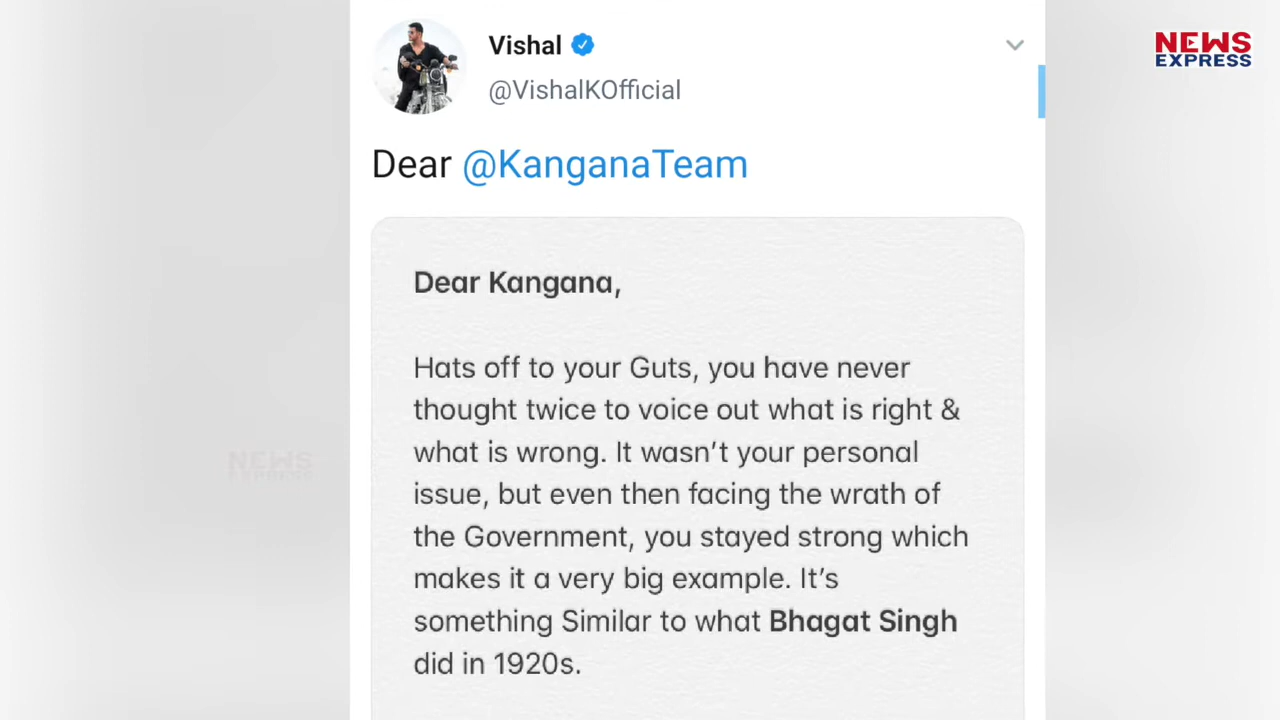 Vishal
NEWS
EXPRESS
@VishalKOfficial
Dear @KanganaTeam
Dear Kangana,
Hats off to your Guts, you have never
thought twice to voice out what is right &
what is wrong. It wasn't your personal
issue, but even then facing the wrath of
the Government, you stayed strong which
makes it a very big example. It's
something Similar to what Bhagat Singh
did in 1920s.
NEWS
EXPRESS